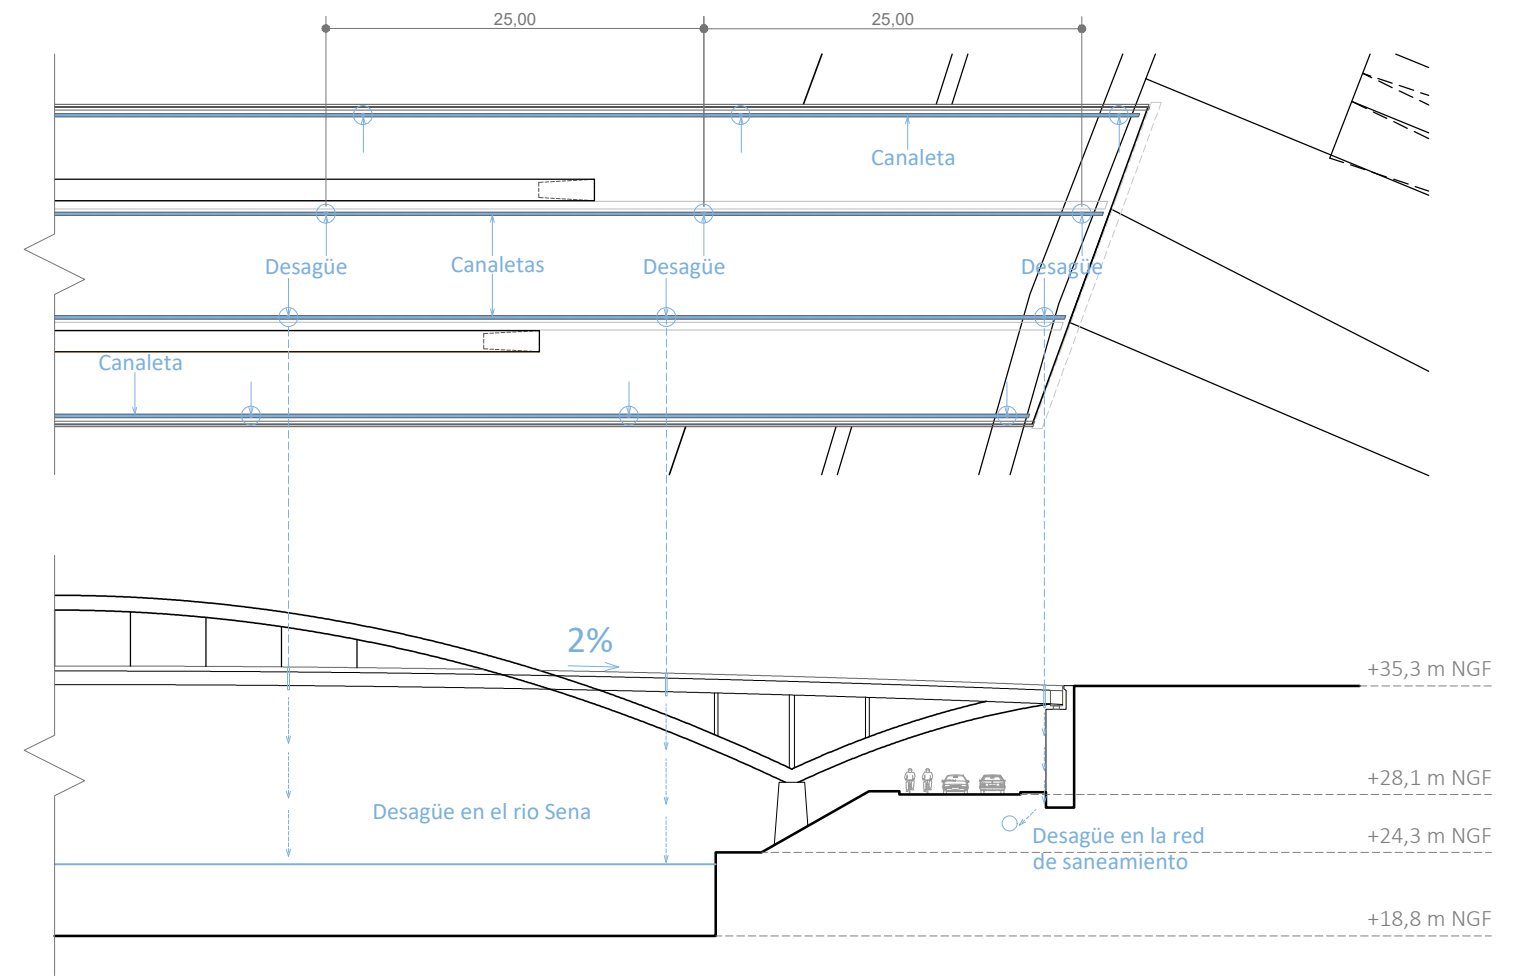 25,00
25,00
Canaleta
Desagüe
Canaletas
Desagüe
Desagüe
Canaleta
2%
+35,3 m NGF
+28,1 m NGF
Desagüe en el rio Sena
Desagüe en la red
de saneamiento
+24,3 m NGF
+18,8 m NGF